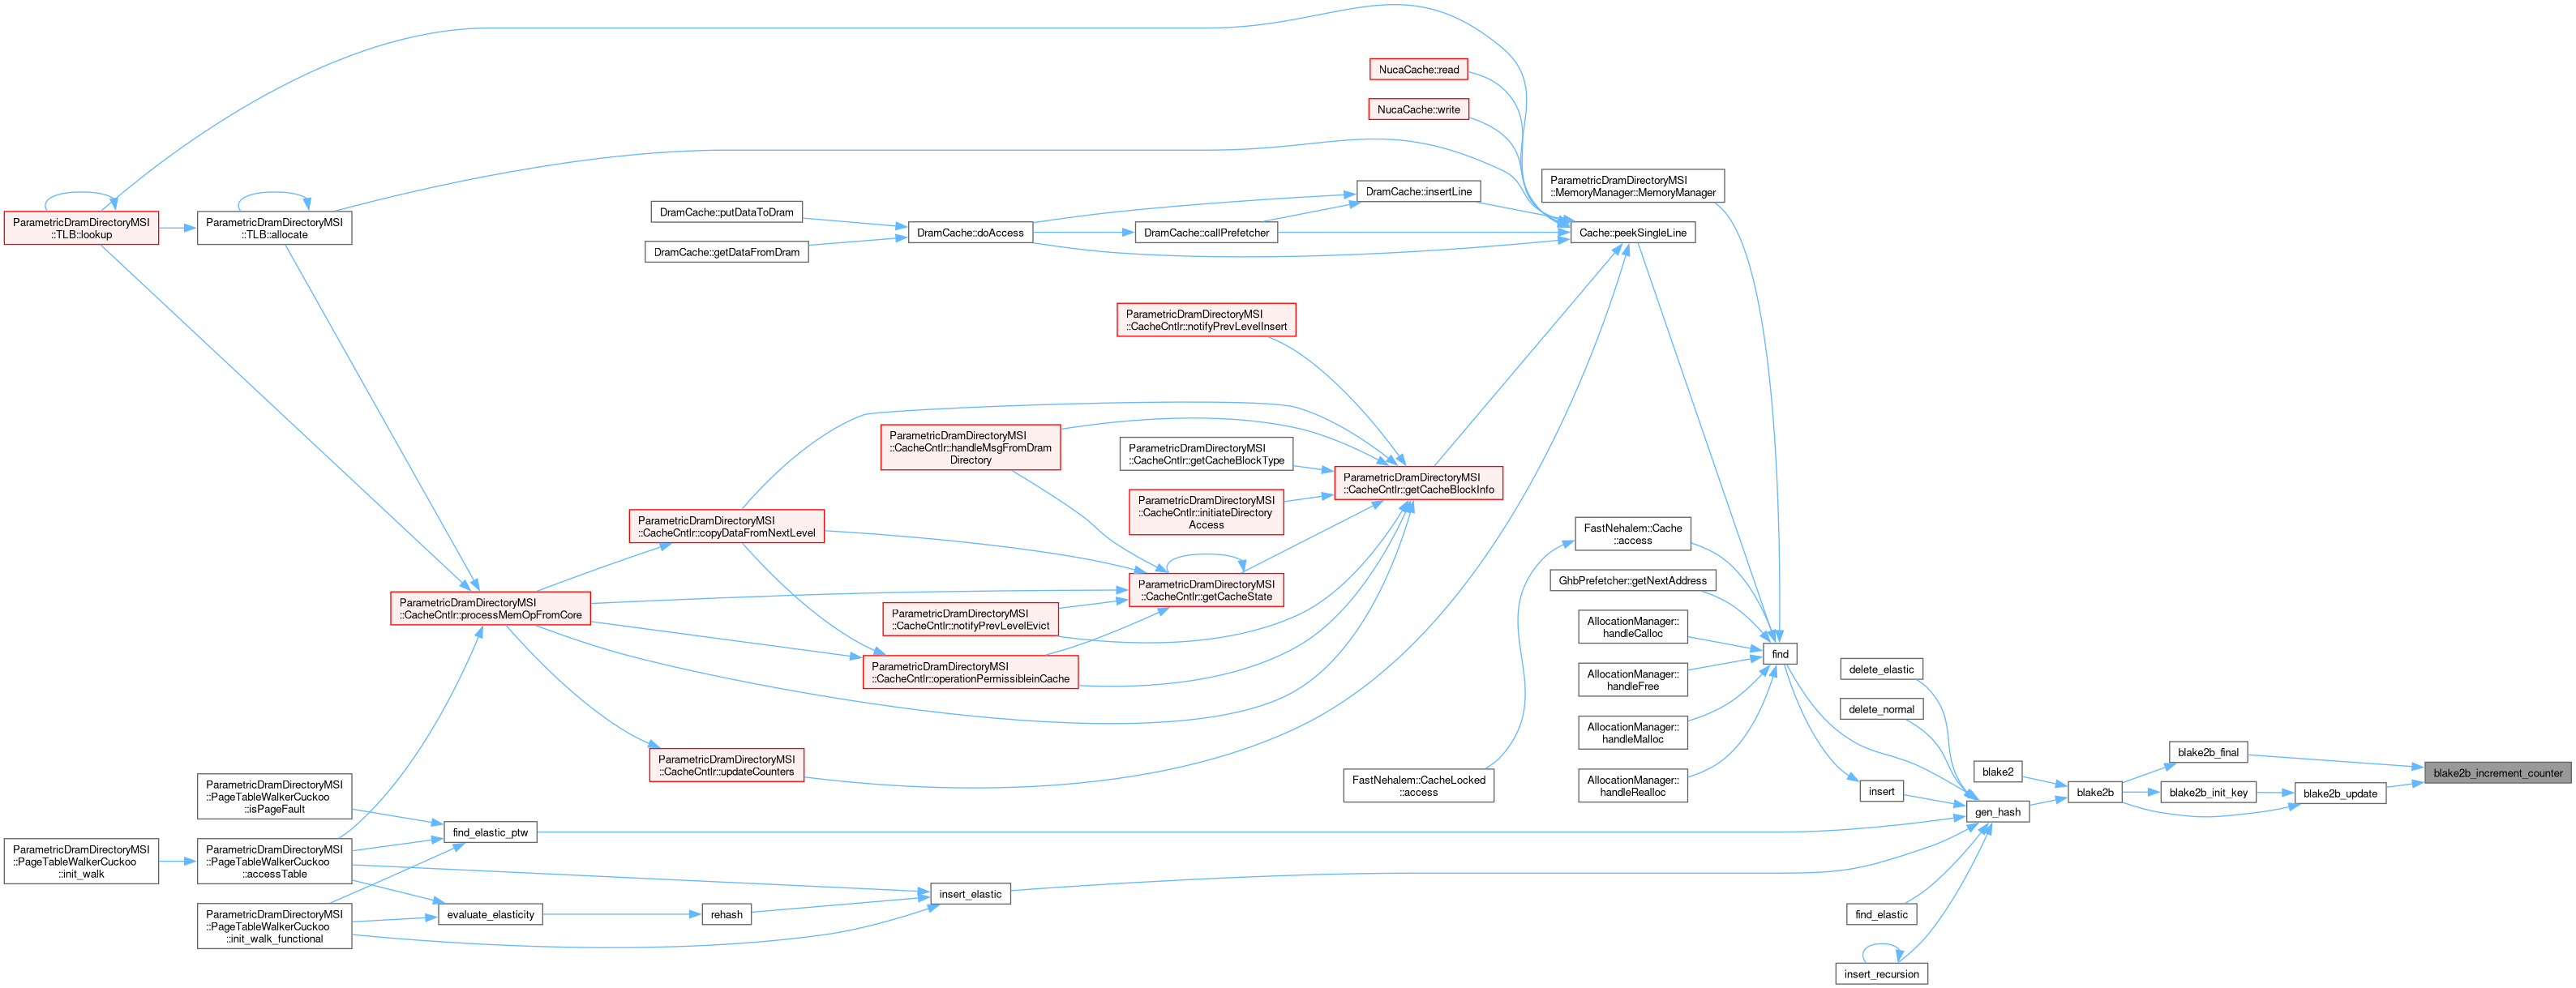 NucaCache::read
NucaCache::write
ParametricDramDirectoryMSI
::MemoryManager::MemoryManager
DramCache::insertLine
DramCache::putDataToDram
ParametricDramDirectoryMSI
::TLB::lookup
ParametricDramDirectoryMSI
::TLB::allocate
DramCache::doAccess
DramCache::callPrefetcher
Cache::peekSingleLine
DramCache::getDataFromDram
ParametricDramDirectoryMSI
::CacheCntlr::notifyPrevLevelInsert
ParametricDramDirectoryMSI
::CacheCntlr::handleMsgFromDram
Directory
ParametricDramDirectoryMSI
::CacheCntlr::getCacheBlockType
ParametricDramDirectoryMSI
::CacheCntlr::getCacheBlockInfo
ParametricDramDirectoryMSI
::CacheCntlr::initiateDirectory
Access
ParametricDramDirectoryMSI
::CacheCntlr::copyDataFromNextLevel
FastNehalem::Cache
::access
ParametricDramDirectoryMSI
::CacheCntlr::getCacheState
GhbPrefetcher::getNextAddress
ParametricDramDirectoryMSI
::CacheCntlr::processMemOpFromCore
ParametricDramDirectoryMSI
::CacheCntlr::notifyPrevLevelEvict
AllocationManager::
handleCalloc
find
ParametricDramDirectoryMSI
::CacheCntlr::operationPermissibleinCache
AllocationManager::
handleFree
delete_elastic
delete_normal
AllocationManager::
handleMalloc
ParametricDramDirectoryMSI
::CacheCntlr::updateCounters
blake2b_final
blake2
blake2b_increment_counter
FastNehalem::CacheLocked
::access
AllocationManager::
handleRealloc
insert
blake2b
blake2b_init_key
blake2b_update
ParametricDramDirectoryMSI
::PageTableWalkerCuckoo
::isPageFault
gen_hash
find_elastic_ptw
ParametricDramDirectoryMSI
::PageTableWalkerCuckoo
::init_walk
ParametricDramDirectoryMSI
::PageTableWalkerCuckoo
::accessTable
insert_elastic
ParametricDramDirectoryMSI
::PageTableWalkerCuckoo
::init_walk_functional
evaluate_elasticity
rehash
find_elastic
insert_recursion